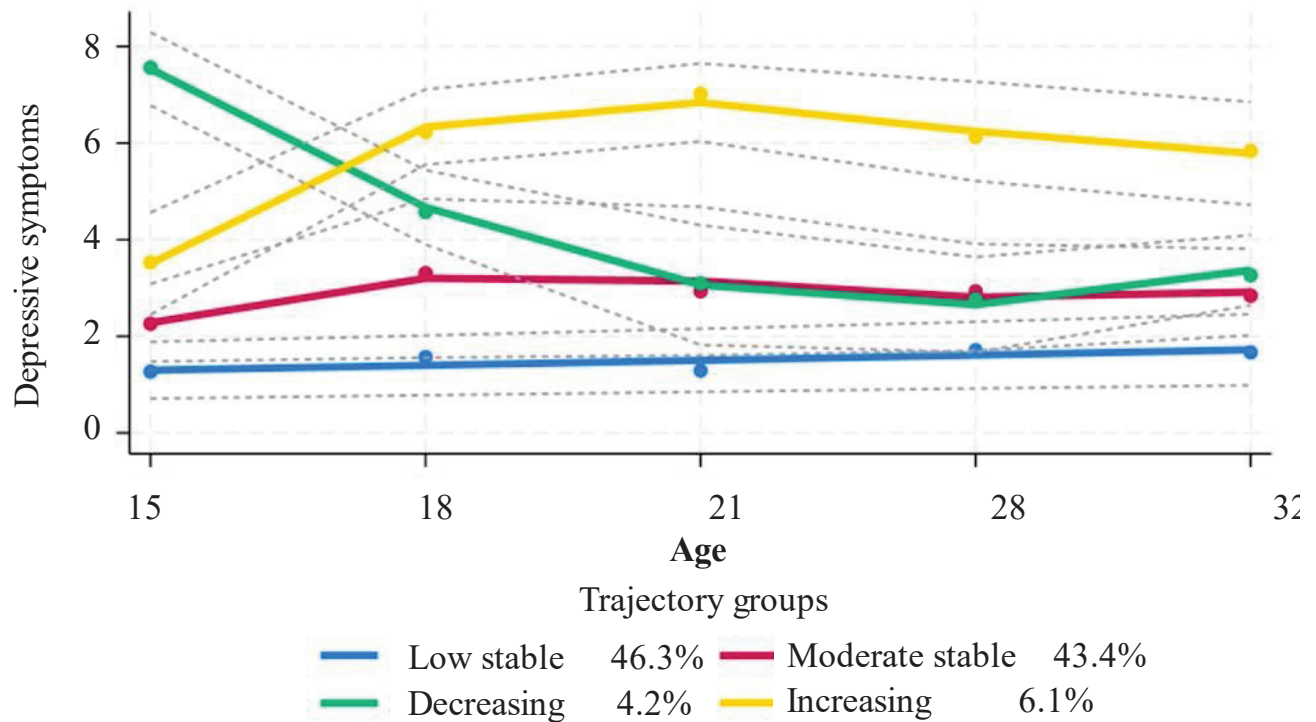 8
6
4
2
0
Depressive symptoms
15 18 21 28 32
Age
Trajectory groups
Low stable 46.3% Moderate stable 43.4%
Decreasing 4.2% Increasing 6.1%